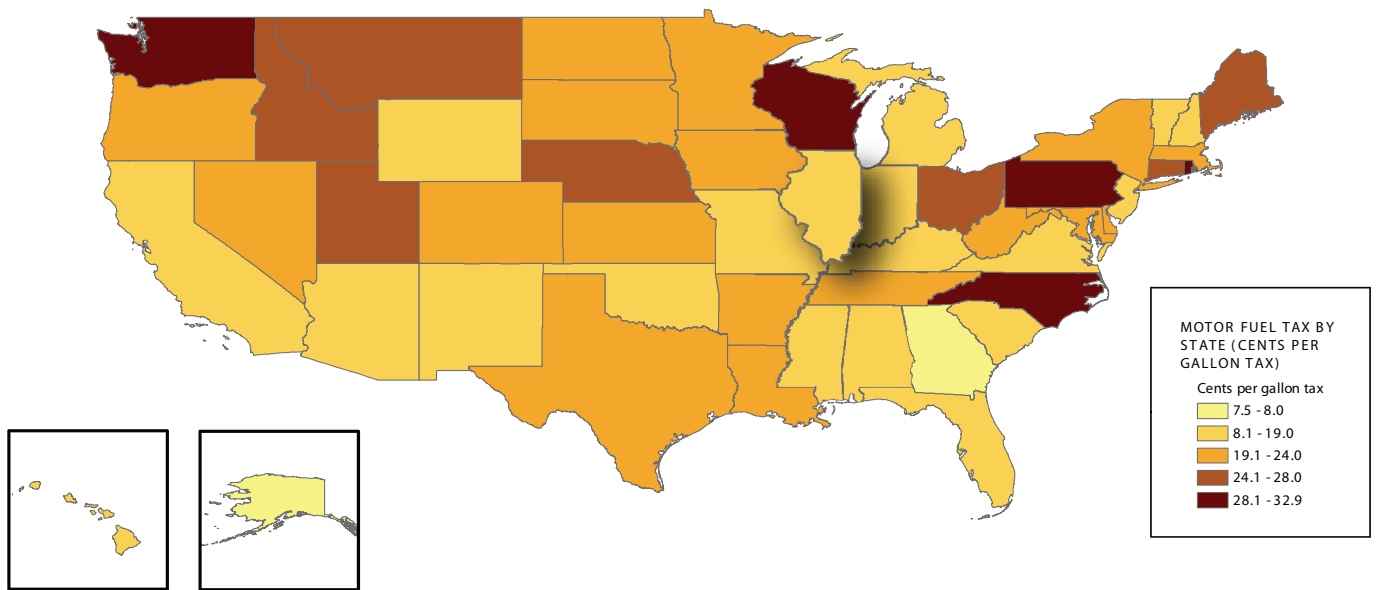 MOTOR FUEL TAX BY
STATE (CENTS PER
GALLON TAX)
Cents per gallon tax
7.5 - 8.0
8.1 - 19.0
19.1 - 24.0
24.1 - 28.0
28.1 - 32.9